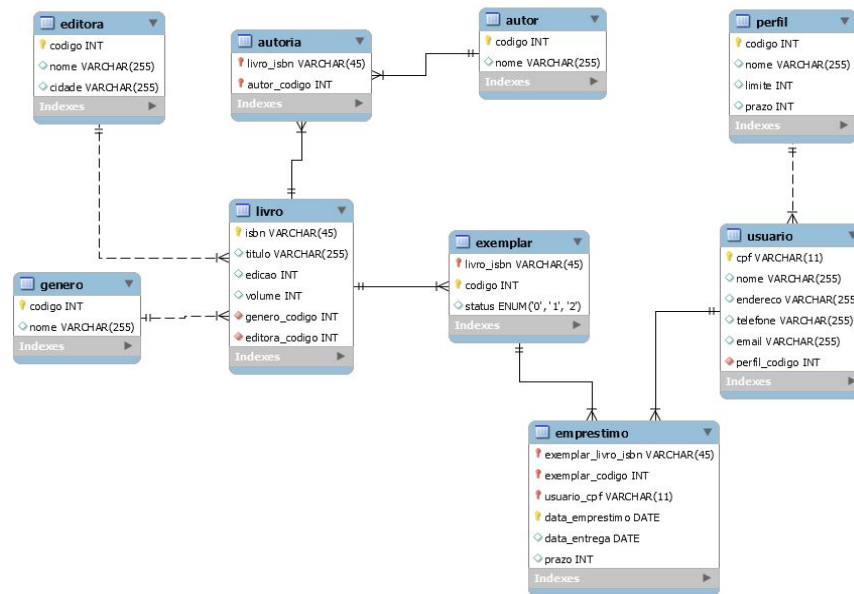 editora
codigo INT
nome VARCHAR(255)
cidade VARCHAR(255)
Indexes
autoria
livro_isbn VARCHAR(45)
autor_codigo INT
Indexes
autor
codigo INT
nome VARCHAR(255)
Indexes
perfil
codigo INT
nome VARCHAR(255)
limite INT
prazo INT
Indexes
genero
codigo INT
nome VARCHAR(255)
Indexes
livro
isbn VARCHAR(45)
titulo VARCHAR(255)
edicao INT
volume INT
genero_codigo INT
editora_codigo INT
Indexes
exemplar
livro_isbn VARCHAR(45)
codigo INT
status ENUM('0', '1', '2')
Indexes
usuario
cpf VARCHAR(11)
nome VARCHAR(255)
endereco VARCHAR(255
telefone VARCHAR(255)
email VARCHAR(255)
perfil_codigo INT
Indexes
emprestimo
exemplar_livro_isbn VARCHAR(45)
exemplar_codigo INT
usuario_cpf VARCHAR(11)
data_emprestimo DATE
data_entrega DATE
prazo INT
Indexes